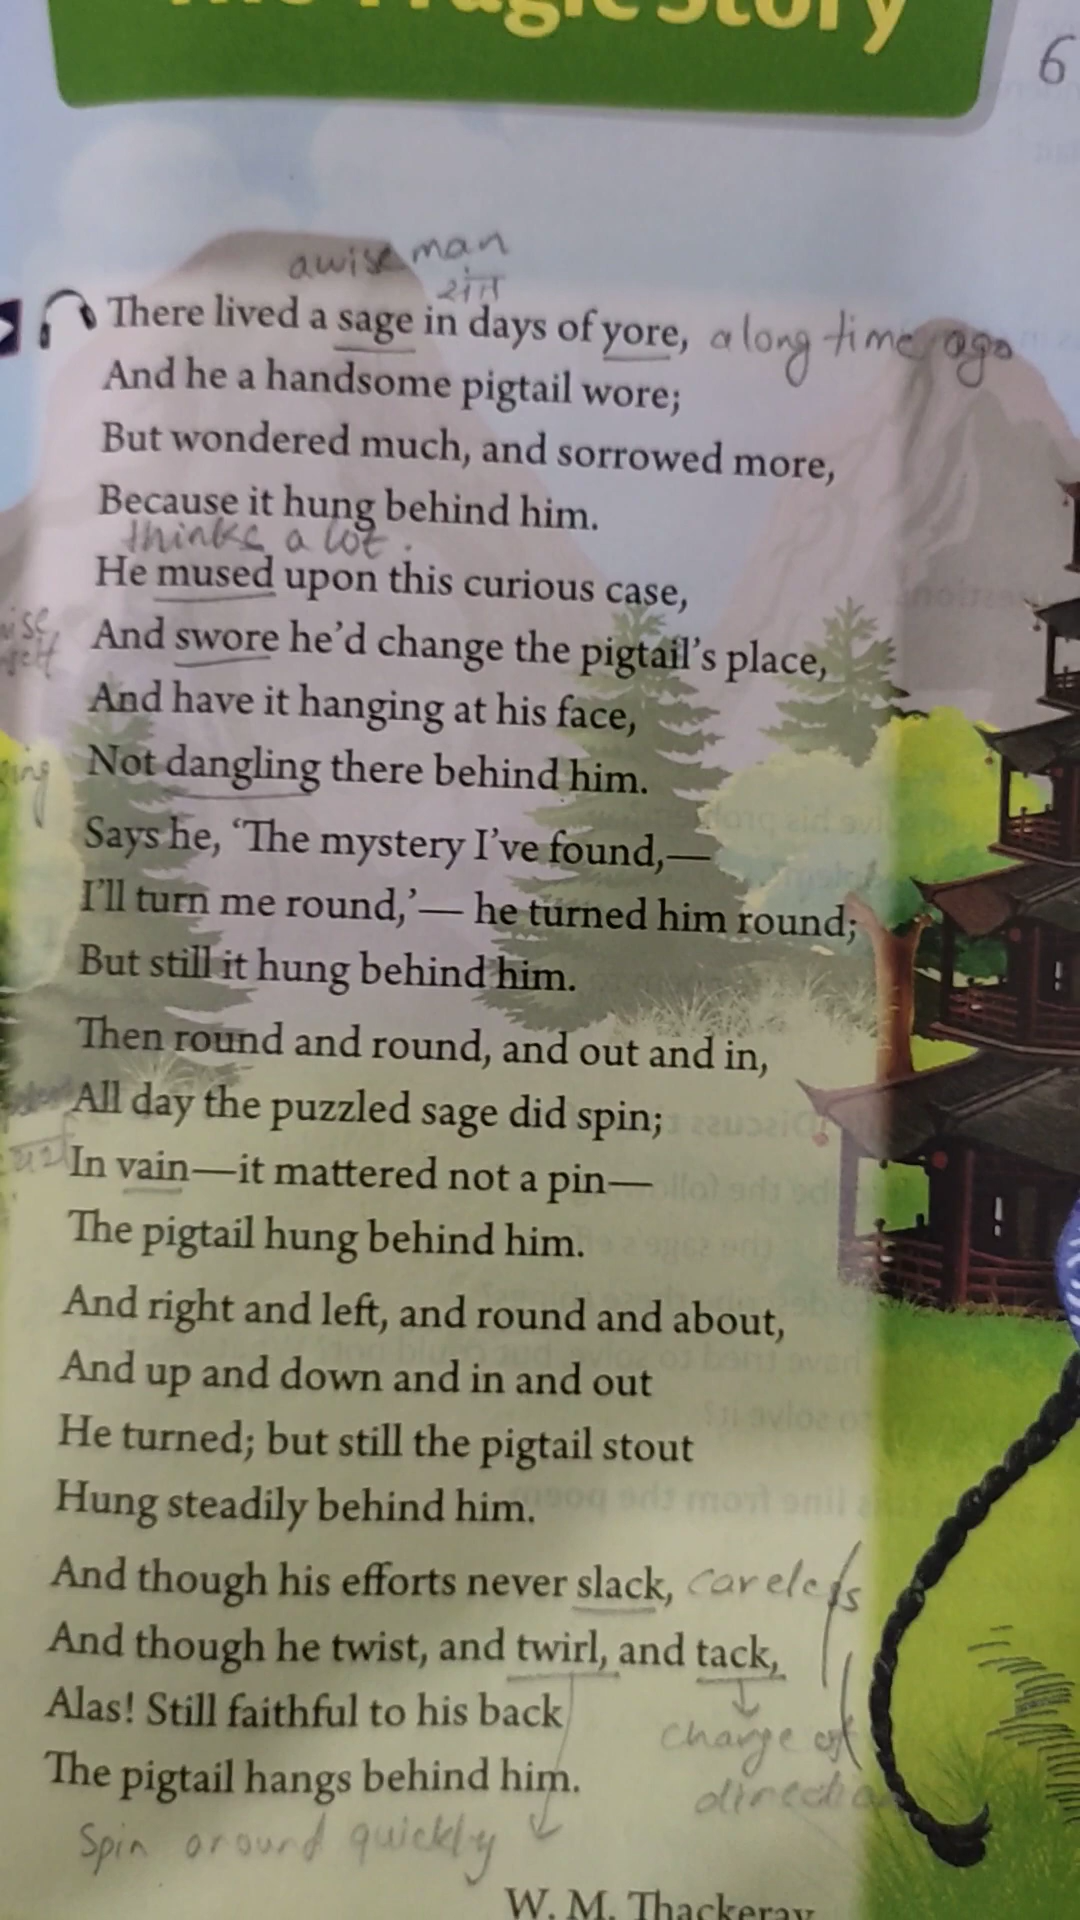 Tragic Story
6
a wise man
संत
There lived a sage in days of yore, a long time ago
And he a handsome pigtail wore;
But wondered much, and sorrowed more,
Because it hung behind him.
thinks a lot.
He mused upon this curious case,
And swore he'd change the pigtail's place,
And have it hanging at his face,
Not dangling there behind him.
Says he, ‘The mystery I've found,—
I'll turn me round,’— he turned him round;
But still it hung behind him.
Then round and round, and out and in,
All day the puzzled sage did spin;
In vain—it mattered not a pin—
The pigtail hung behind him.
And right and left, and round and about,
And up and down and in and out
He turned; but still the pigtail stout
Hung steadily behind him.
And though his efforts never slack, careless
And though he twist, and twirl, and tack,
Alas! Still faithful to his back
change of
The pigtail hangs behind him.
direction
Spin around quickly
W. M. Thackeray